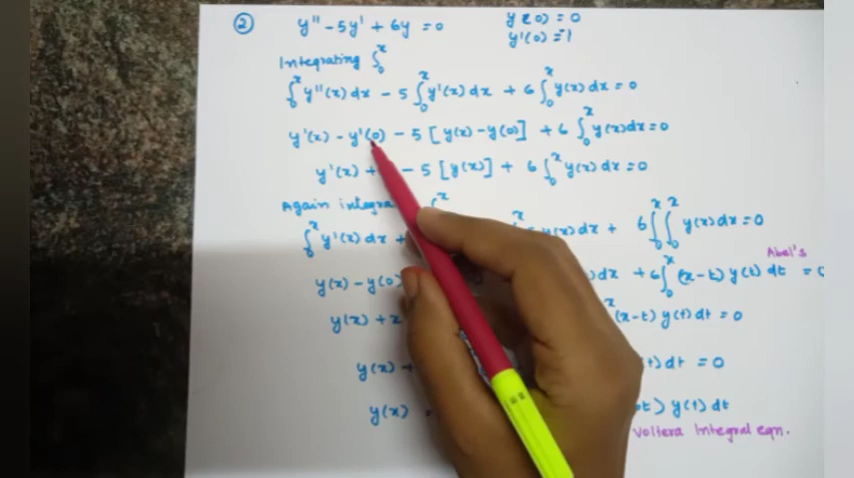 ② y'' - 5y' + 6y = 0 y(0) = 0
y'(0) = -1
Integrating ∫₀ˣ
∫₀ˣ y''(x) dx - 5 ∫₀ˣ y'(x) dx + 6 ∫₀ˣ y(x) dx = 0
y'(x) - y'(0) - 5 [y(x) - y(0)] + 6 ∫₀ˣ y(x) dx = 0
y'(x) + - 5 [y(x)] + 6 ∫₀ˣ y(x) dx = 0
Again ∫ˣ
∫₀ˣ y'(x) dx + y(x) dx + 6 ∫₀ˣ ∫₀ˣ y(x) dx = 0
Abel's
y(x) - y(0) dx + 6 ∫₀ˣ (x-t) y(t) dt = 0
y(x) + x (x-t) y(t) dt = 0
y(x) + dt = 0
y(x) = y(t) dt
Voltera Integral eqn.